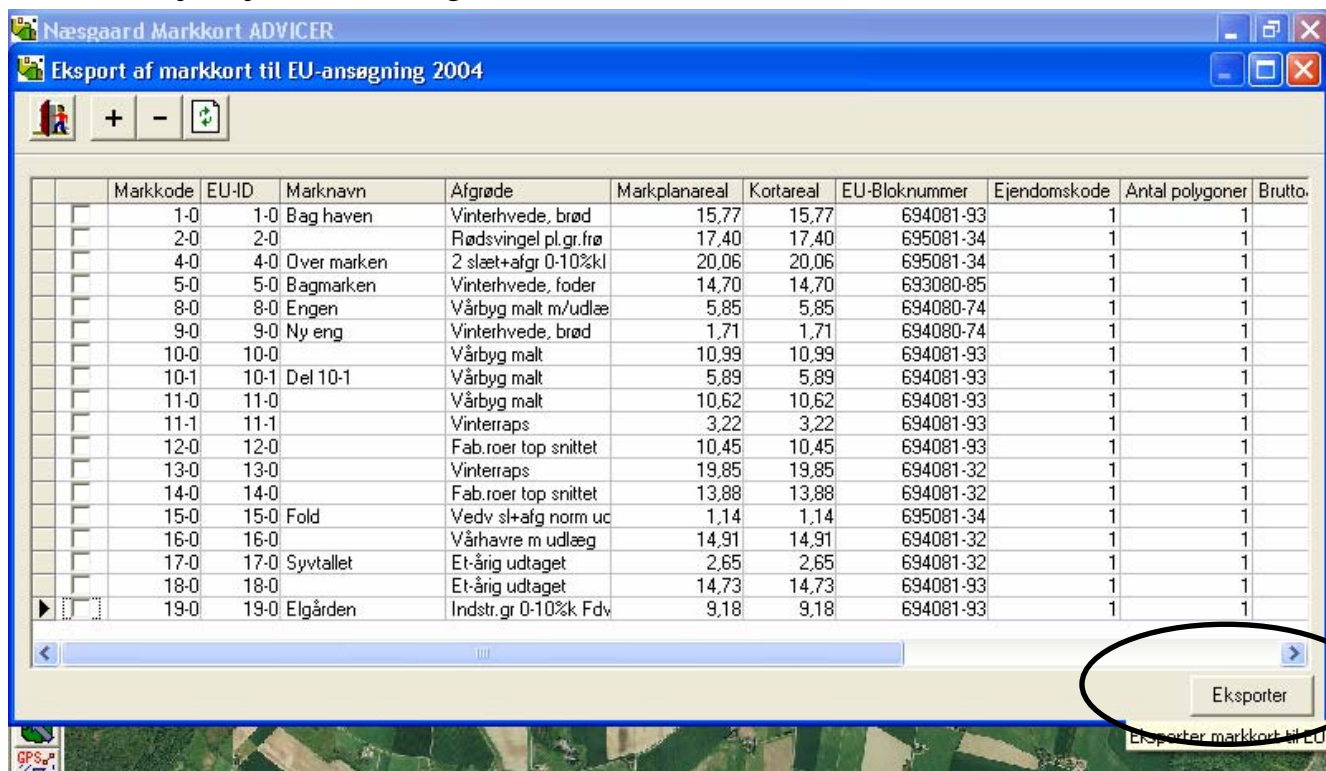 Næsgaard Markkort ADVICER
Eksport af markkort til EU-ansøgning 2004
Markkode EU-ID Marknavn Afgrøde Markplanareal Kortareal EU-Bloknummer Ejendomskode Antal polygoner Brutto
1-0 1-0 Bag haven Vinterhvede, brød 15,77 15,77 694081-93 1 1
2-0 2-0 Rødsvingel pl.gr.frø 17,40 17,40 695081-34 1 1
4-0 4-0 Over marken 2 slæt+afgr 0-10%kl 20,06 20,06 695081-34 1 1
5-0 5-0 Bagmarken Vinterhvede, foder 14,70 14,70 693080-85 1 1
8-0 8-0 Engen Vårbyg malt m/udlæ 5,85 5,85 694080-74 1 1
9-0 9-0 Ny eng Vinterhvede, brød 1,71 1,71 694080-74 1 1
10-0 10-0 Vårbyg malt 10,99 10,99 694081-93 1 1
10-1 10-1 Del 10-1 Vårbyg malt 5,89 5,89 694081-93 1 1
11-0 11-0 Vårbyg malt 10,62 10,62 694081-93 1 1
11-1 11-1 Vinterraps 3,22 3,22 694081-93 1 1
12-0 12-0 Fab.roer top snittet 10,45 10,45 694081-93 1 1
13-0 13-0 Vinterraps 19,85 19,85 694081-32 1 1
14-0 14-0 Fab.roer top snittet 13,88 13,88 694081-32 1 1
15-0 15-0 Fold Vedv sl+afg norm uc 1,14 1,14 695081-34 1 1
16-0 16-0 Vårhavre m udlæg 14,91 14,91 694081-32 1 1
17-0 17-0 Syvtallet Et-årig udtaget 2,65 2,65 694081-32 1 1
18-0 18-0 Et-årig udtaget 14,73 14,73 694081-93 1 1
19-0 19-0 Elgården Indstr.gr 0-10%k Fdv 9,18 9,18 694081-93 1 1
Eksporter
Eksporter markkort til EU
GPS